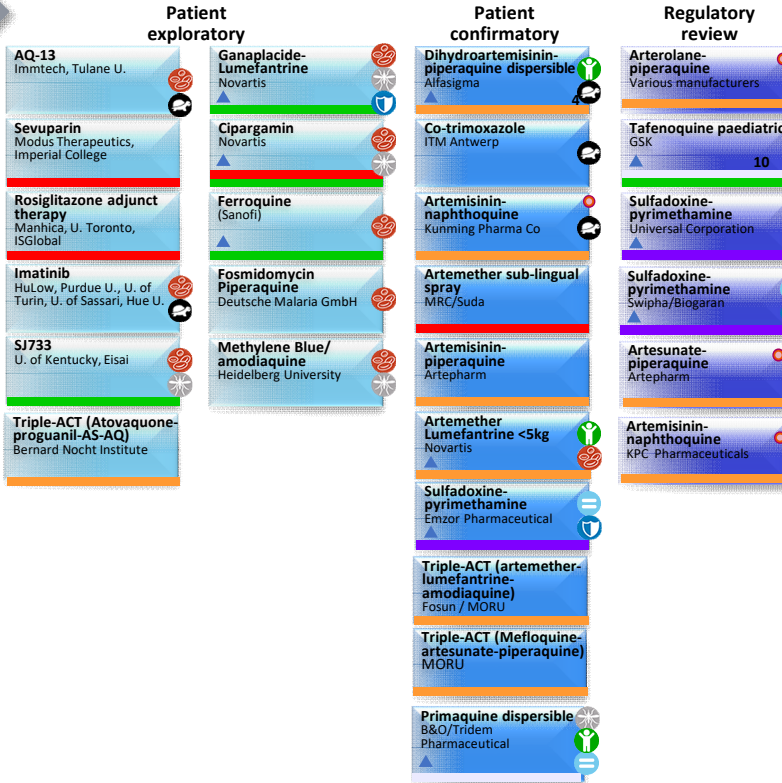 Patient
exploratory
AQ-13
Immtech, Tulane U.
Sevuparin
Modus Therapeutics,
Imperial College
Rosiglitazone adjunct
therapy
Manhica, U. Toronto,
ISGlobal
Imatinib
HuLow, Purdue U., U. of
Turin, U. of Sassari, Hue U.
SJ733
U. of Kentucky, Eisai
Triple-ACT (Atovaquone-
proguanil-AS-AQ)
Bernard Nocht Institute
Ganaplacide-
Lumefantrine
Novartis
Cipargamin
Novartis
Ferroquine
(Sanofi)
Fosmidomycin
Piperaquine
Deutsche Malaria GmbH
Methylene Blue/
amodiaquine
Heidelberg University
Patient
confirmatory
Dihydroartemisinin-
piperaquine dispersible
Alfasigma
4
Co-trimoxazole
ITM Antwerp
Artemisinin-
naphthoquine
Kunming Pharma Co
Artemether sub-lingual
spray
MRC/Suda
Artemisinin-
piperaquine
Artepharm
Artemether
Lumefantrine <5kg
Novartis
Sulfadoxine-
pyrimethamine
Emzor Pharmaceutical
Triple-ACT (artemether-
lumefantrine-
amodiaquine)
Fosun / MORU
Triple-ACT (Mefloquine-
artesunate-piperaquine)
MORU
Primaquine dispersible
B&O/Tridem
Pharmaceutical
Regulatory
review
Arterolane-
piperaquine
Various manufacturers
Tafenoquine paediatric
GSK
10
Sulfadoxine-
pyrimethamine
Universal Corporation
Sulfadoxine-
pyrimethamine
Swipha/Biogaran
Artesunate-
piperaquine
Artepharm
Artemisinin-
naphthoquine
KPC Pharmaceuticals